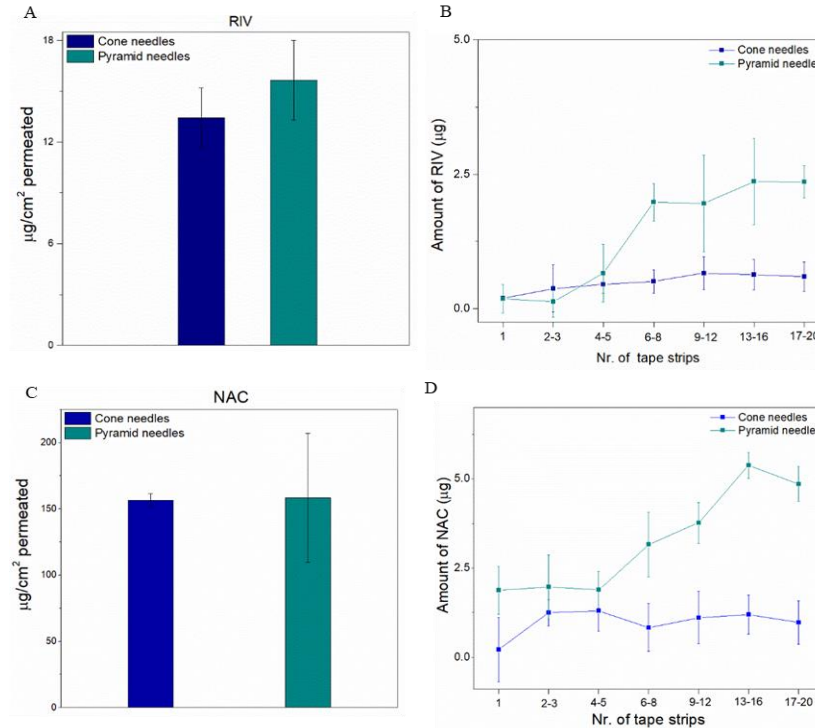 A
RIV
18
12
6
0
µg/cm² permeated
Cone needles
Pyramid needles
B
5.0
2.5
0.0
Amount of RIV (µg)
Cone needles
Pyramid needles
1 2-3 4-5 6-8 9-12 13-16 17-20
Nr. of tape strips
C
NAC
200
150
100
50
0
µg/cm² permeated
Cone needles
Pyramid needles
D
5.0
2.5
0.0
Amount of NAC (µg)
Cone needles
Pyramid needle
1 2-3 4-5 6-8 9-12 13-16 17-20
Nr. of tape strips